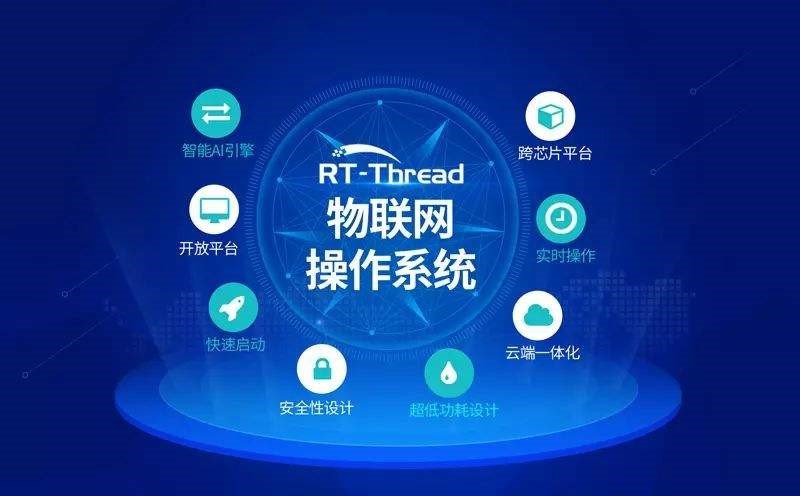 RT-Thread
物联网
操作系统
智能AI引擎
开放平台
快速启动
安全性设计
超低功耗设计
云端一体化
实时操作
跨芯片平台